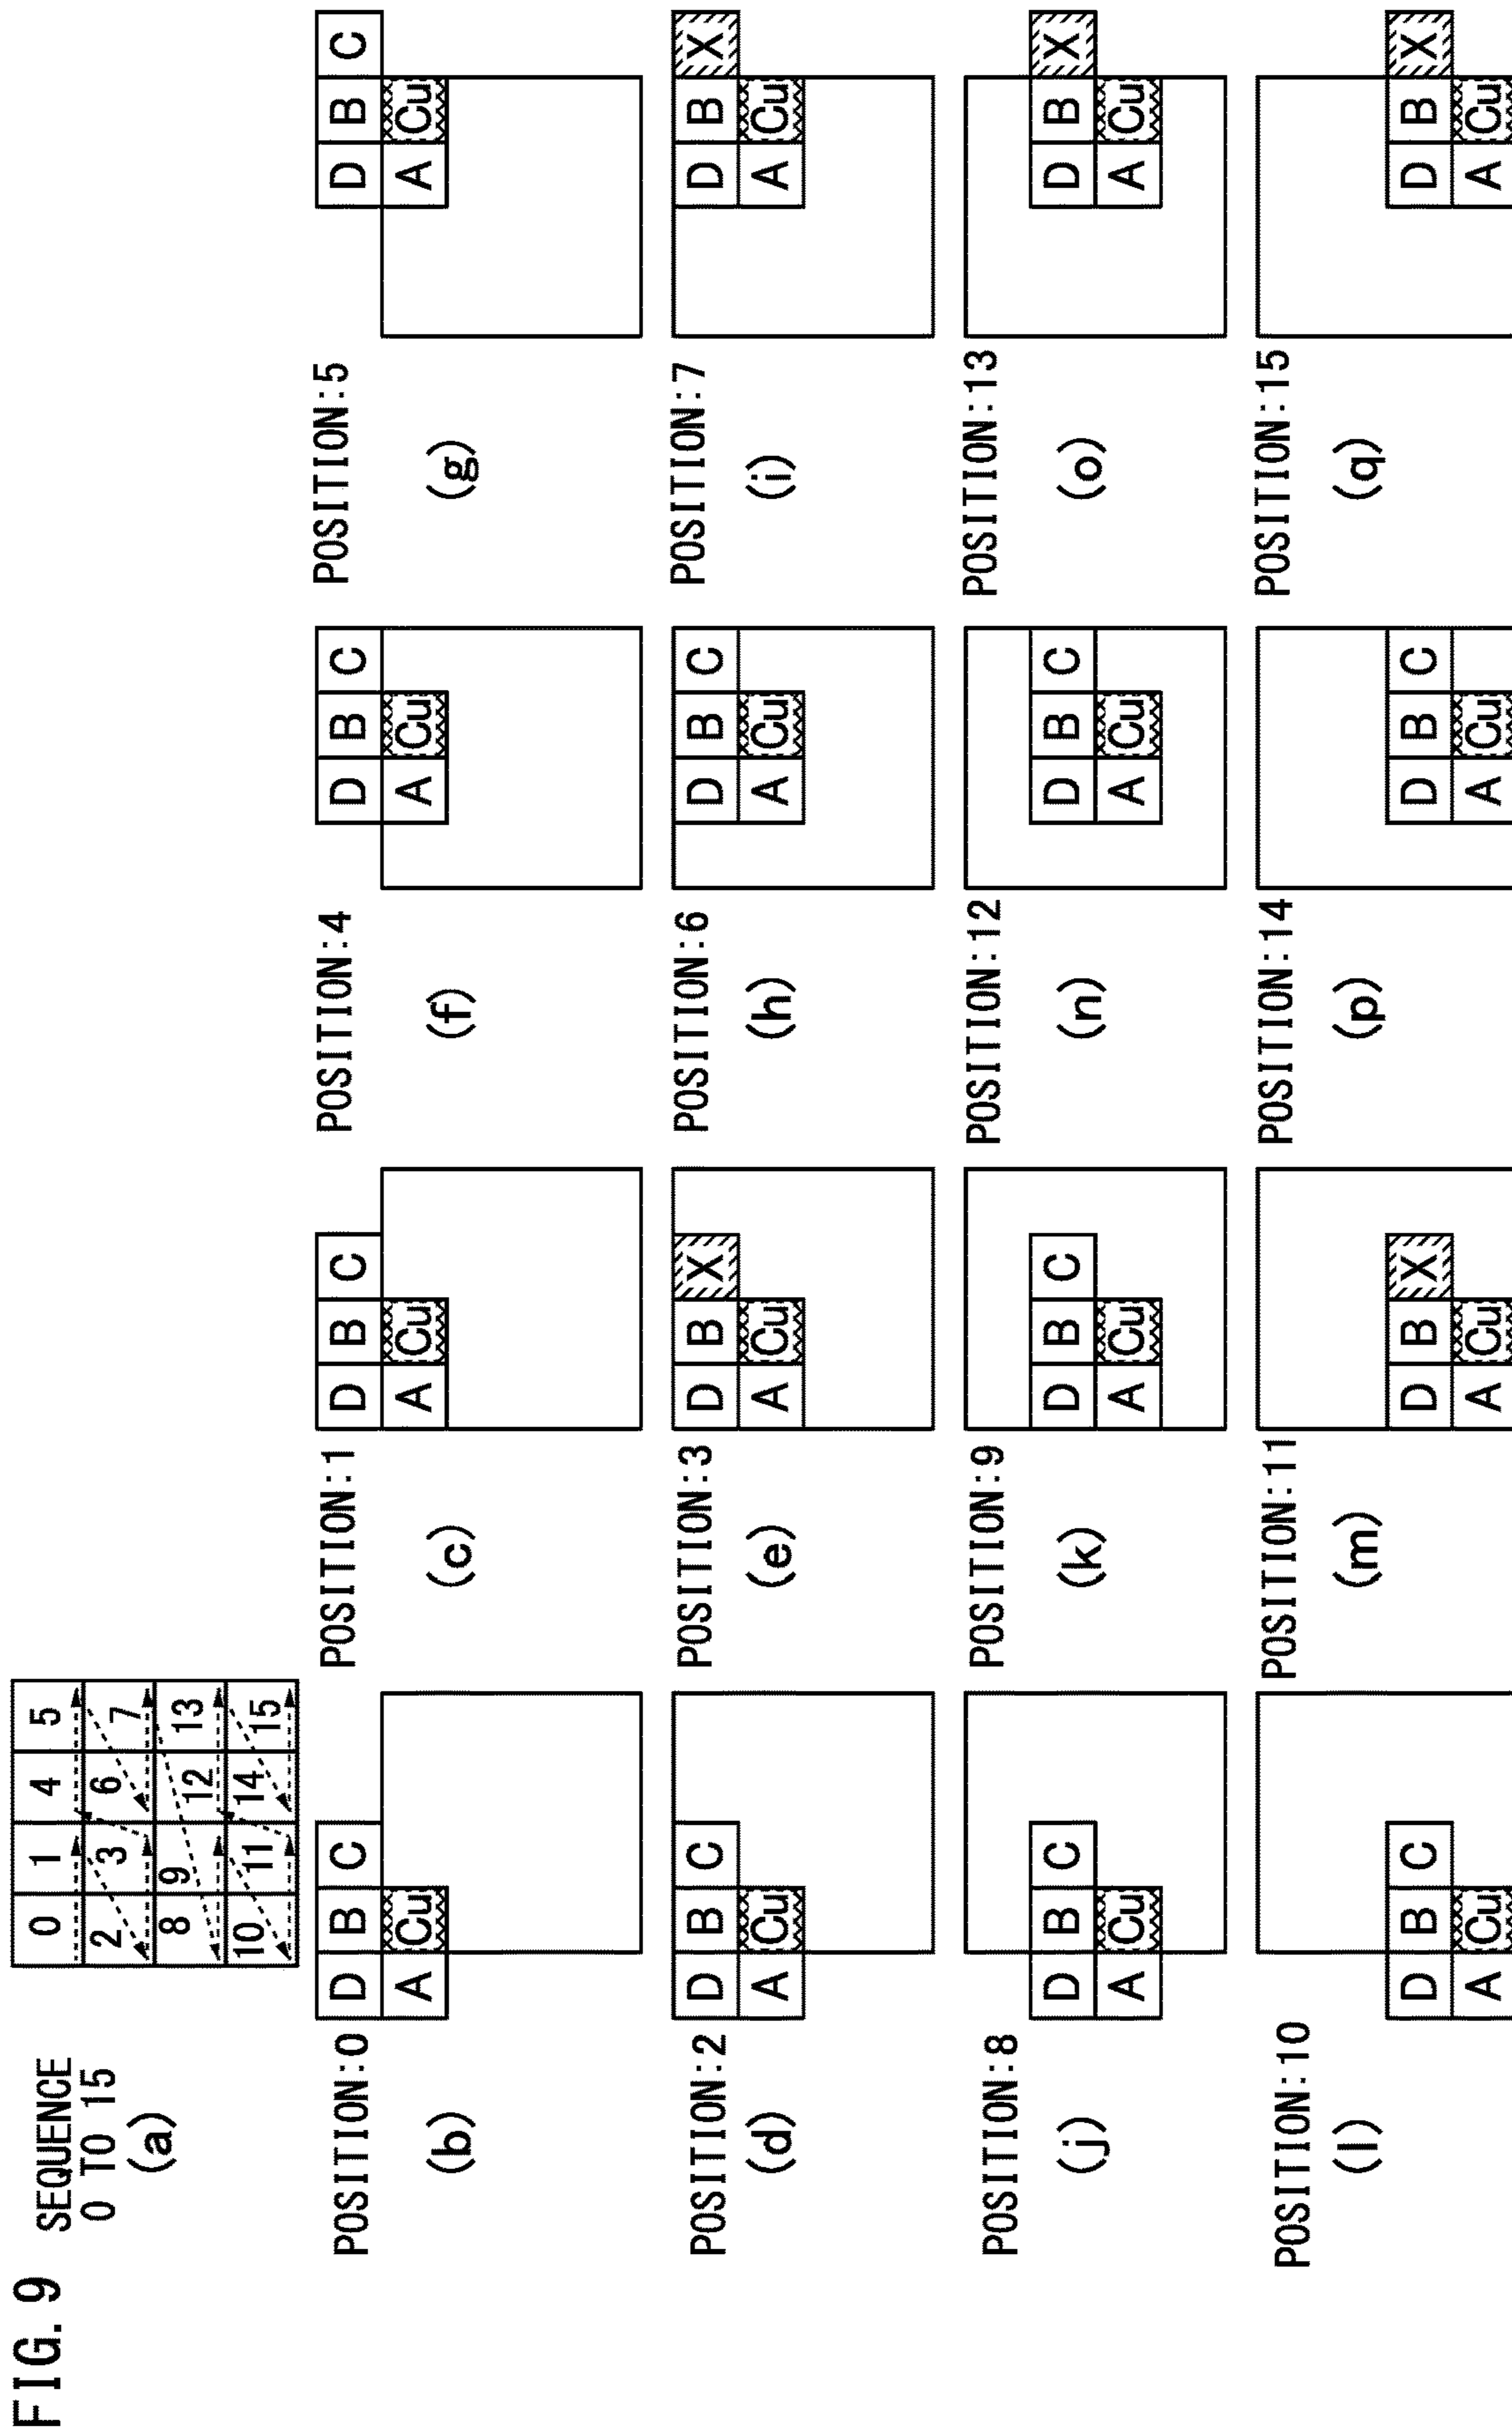 FIG. 9
SEQUENCE
0 TO 15
(a)
0 1 4 5
2 3 6 7
8 9 12 13
10 11 14 15
POSITION:0
(b)
D B C
A Cu
POSITION:1
(c)
D B C
A Cu
POSITION:4
(f)
D B C
A Cu
POSITION:5
(g)
D B C
A Cu
POSITION:2
(d)
D B C
A Cu
POSITION:3
(e)
D B X
A Cu
POSITION:6
(h)
D B C
A Cu
POSITION:7
(i)
D B X
A Cu
POSITION:8
(j)
D B C
A Cu
POSITION:9
(k)
D B C
A Cu
POSITION:12
(n)
D B C
A Cu
POSITION:13
(o)
D B X
A Cu
POSITION:10
(l)
D B C
A Cu
POSITION:11
(m)
D B X
A Cu
POSITION:14
(p)
D B C
A Cu
POSITION:15
(q)
D B X
A Cu